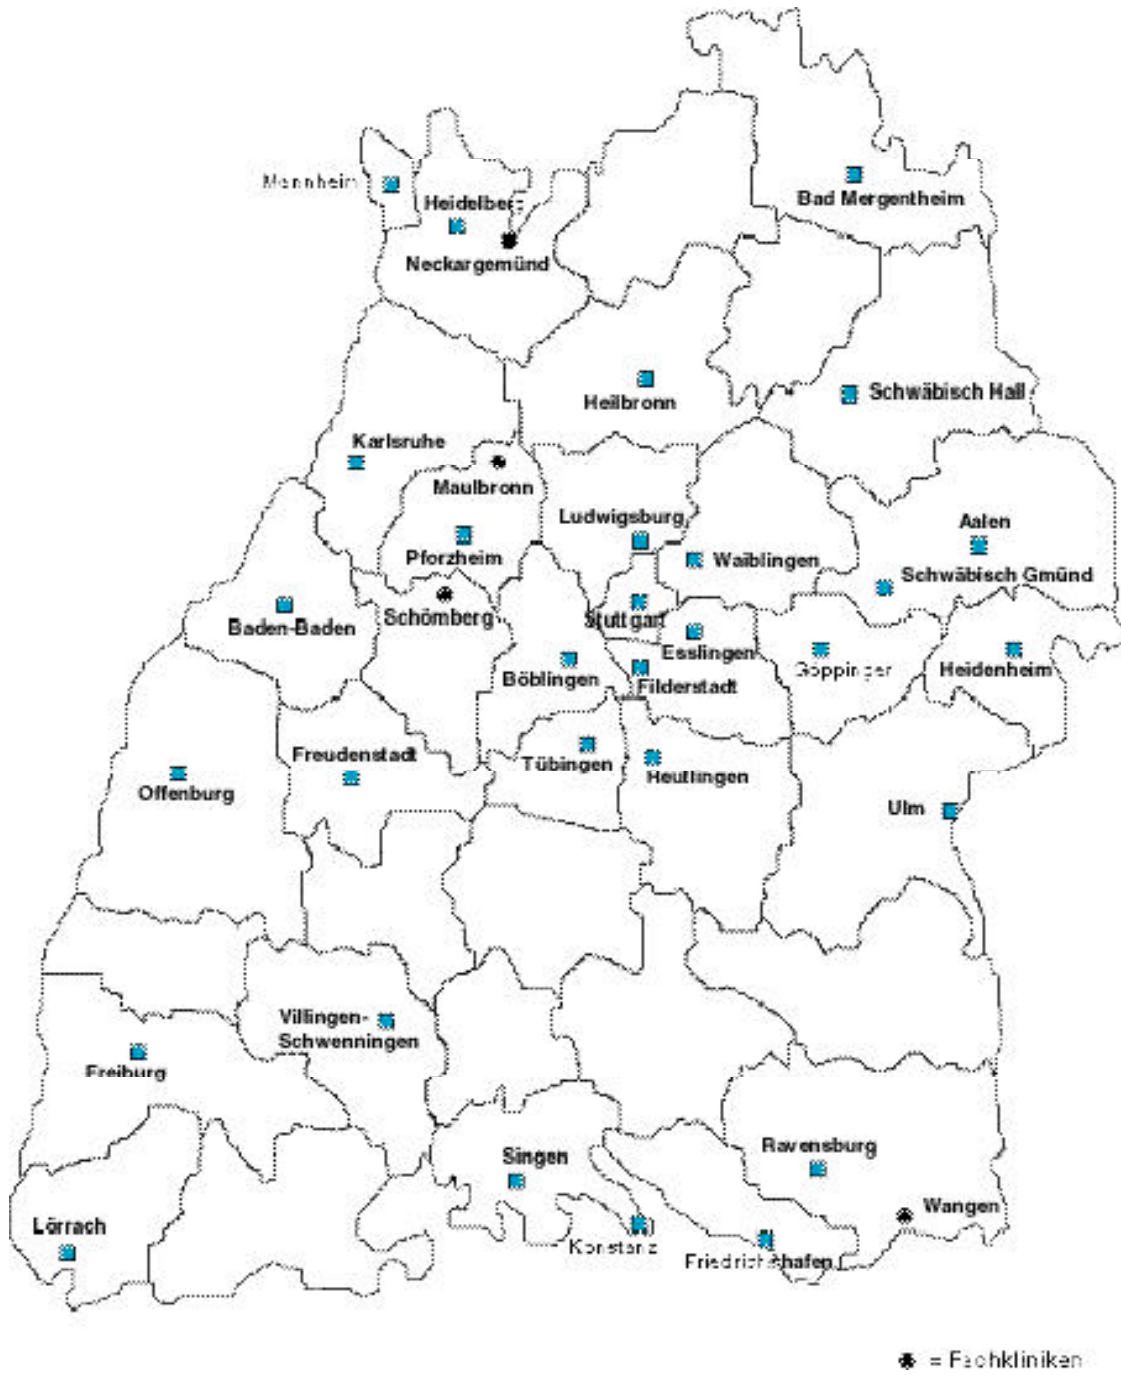 Mannheim
Bad Mergentheim
Heidelberg
Neckargemünd
Heilbronn
Schwäbisch Hall
Karlsruhe
Maulbronn
Ludwigsburg
Aalen
Pforzheim
Waiblingen
Schwäbisch Gmünd
Baden-Baden
Schömberg
Stuttgart
Esslingen
Göppingen
Heidenheim
Böblingen
Filderstadt
Freudenstadt
Tübingen
Reutlingen
Offenburg
Ulm
Villingen-
Schwenningen
Freiburg
Ravensburg
Singen
Wangen
Lörrach
Konstanz
Friedrichshafen
= Fachkliniken